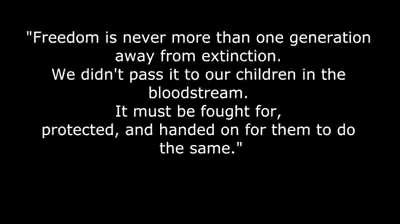 "Freedom is never more than one generation
away from extinction.
We didn't pass it to our children in the
bloodstream.
It must be fought for,
protected, and handed on for them to do
the same."